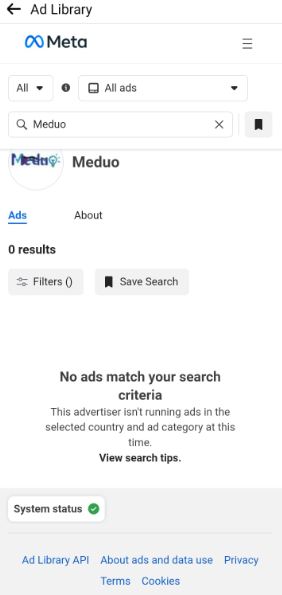 Ad Library
Meta
All
All ads
Meduo
Meduo
Meduo
Ads
About
0 results
Filters ()
Save Search
No ads match your search
criteria
This advertiser isn't running ads in the
selected country and ad category at this
time.
View search tips.
System status
Ad Library API
About ads and data use
Privacy
Terms
Cookies